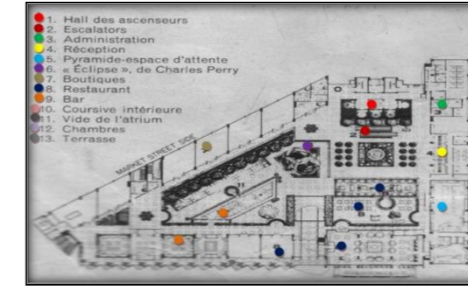 1. Hall des ascenseurs
2. Escalators
3. Administration
4. Réception
5. Pyramide-espace d'attente
6. « Éclipse », de Charles Perry
7. Boutiques
8. Restaurant
9. Bar
10. Coursive intérieure
11. Vide de l'atrium
12. Chambres
13. Terrasse
MARKET STREET SIDE